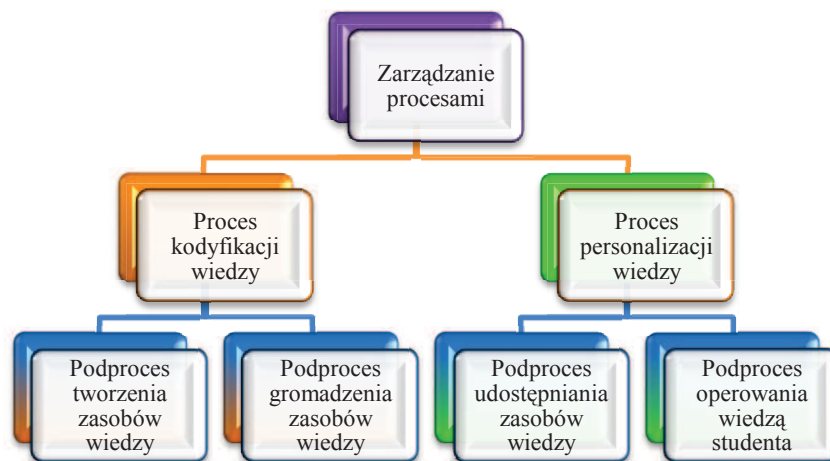 Zarządzanie
procesami
Proces
kodyfikacji
wiedzy
Proces
personalizacji
wiedzy
Podproces
tworzenia
zasobów
wiedzy
Podproces
gromadzenia
zasobów
wiedzy
Podproces
udostępniania
zasobów
wiedzy
Podproces
operowania
wiedzą
studenta